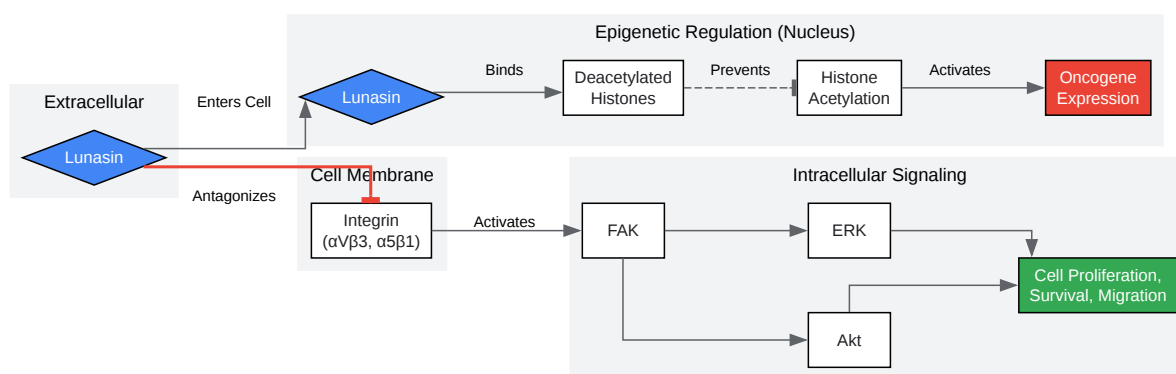 Epigenetic Regulation (Nucleus)
Extracellular
Enters Cell
Lunasin
Binds
Deacetylated
Histones
Prevents
Histone
Acetylation
Activates
Oncogene
Expression
Lunasin
Antagonizes
Cell Membrane
Integrin
(αVβ3, α5β1)
Activates
Intracellular Signaling
FAK
ERK
Akt
Cell Proliferation,
Survival, Migration